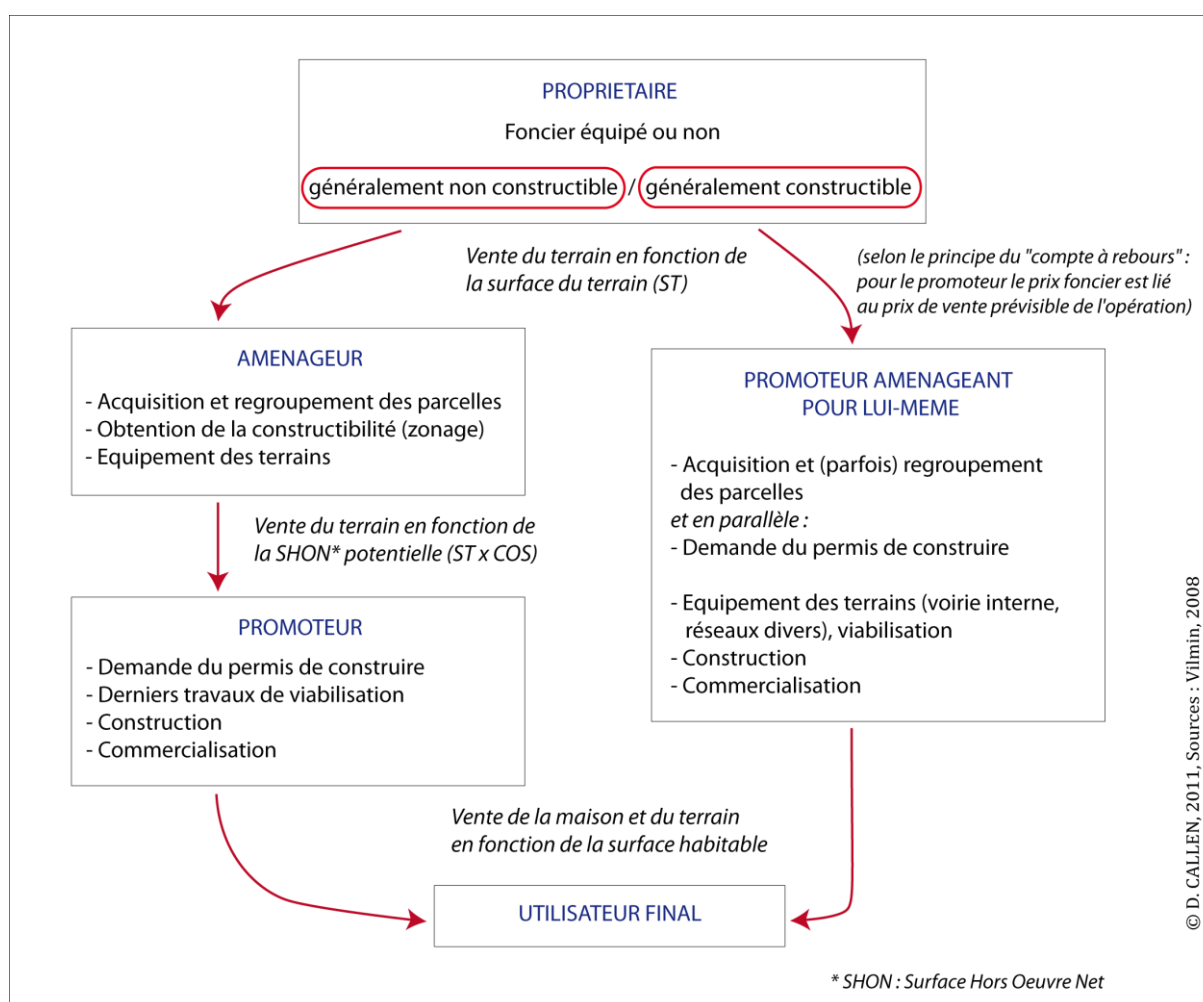 PROPRIETAIRE
Foncier équipé ou non
généralement non constructible / généralement constructible
Vente du terrain en fonction de
la surface du terrain (ST)
(selon le principe du "compte à rebours" :
pour le promoteur le prix foncier est lié
au prix de vente prévisible de l'opération)
AMENAGEUR
- Acquisition et regroupement des parcelles
- Obtention de la constructibilité (zonage)
- Equipement des terrains
Vente du terrain en fonction de
la SHON* potentielle (ST x COS)
PROMOTEUR
- Demande du permis de construire
- Derniers travaux de viabilisation
- Construction
- Commercialisation
PROMOTEUR AMENAGEANT
POUR LUI-MEME
- Acquisition et (parfois) regroupement
des parcelles
et en parallèle :
- Demande du permis de construire
- Equipement des terrains (voirie interne,
réseaux divers), viabilisation
- Construction
- Commercialisation
Vente de la maison et du terrain
en fonction de la surface habitable
UTILISATEUR FINAL
* SHON : Surface Hors Oeuvre Net
© D. CALLEN, 2011, Sources : Vilmin, 2008